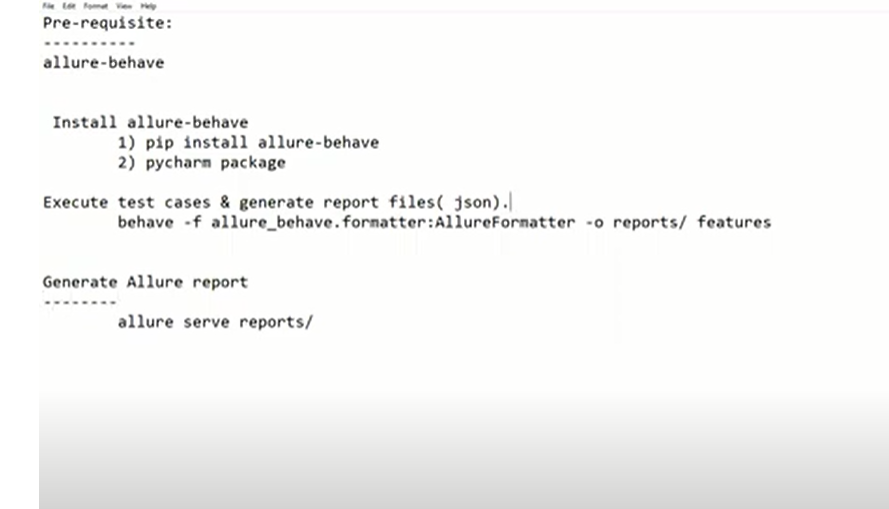 File Edit Format View Help
Pre-requisite:
----------
allure-behave
Install allure-behave
1) pip install allure-behave
2) pycharm package
Execute test cases & generate report files( json).
behave -f allure_behave.formatter:AllureFormatter -o reports/ features
Generate Allure report
--------
allure serve reports/